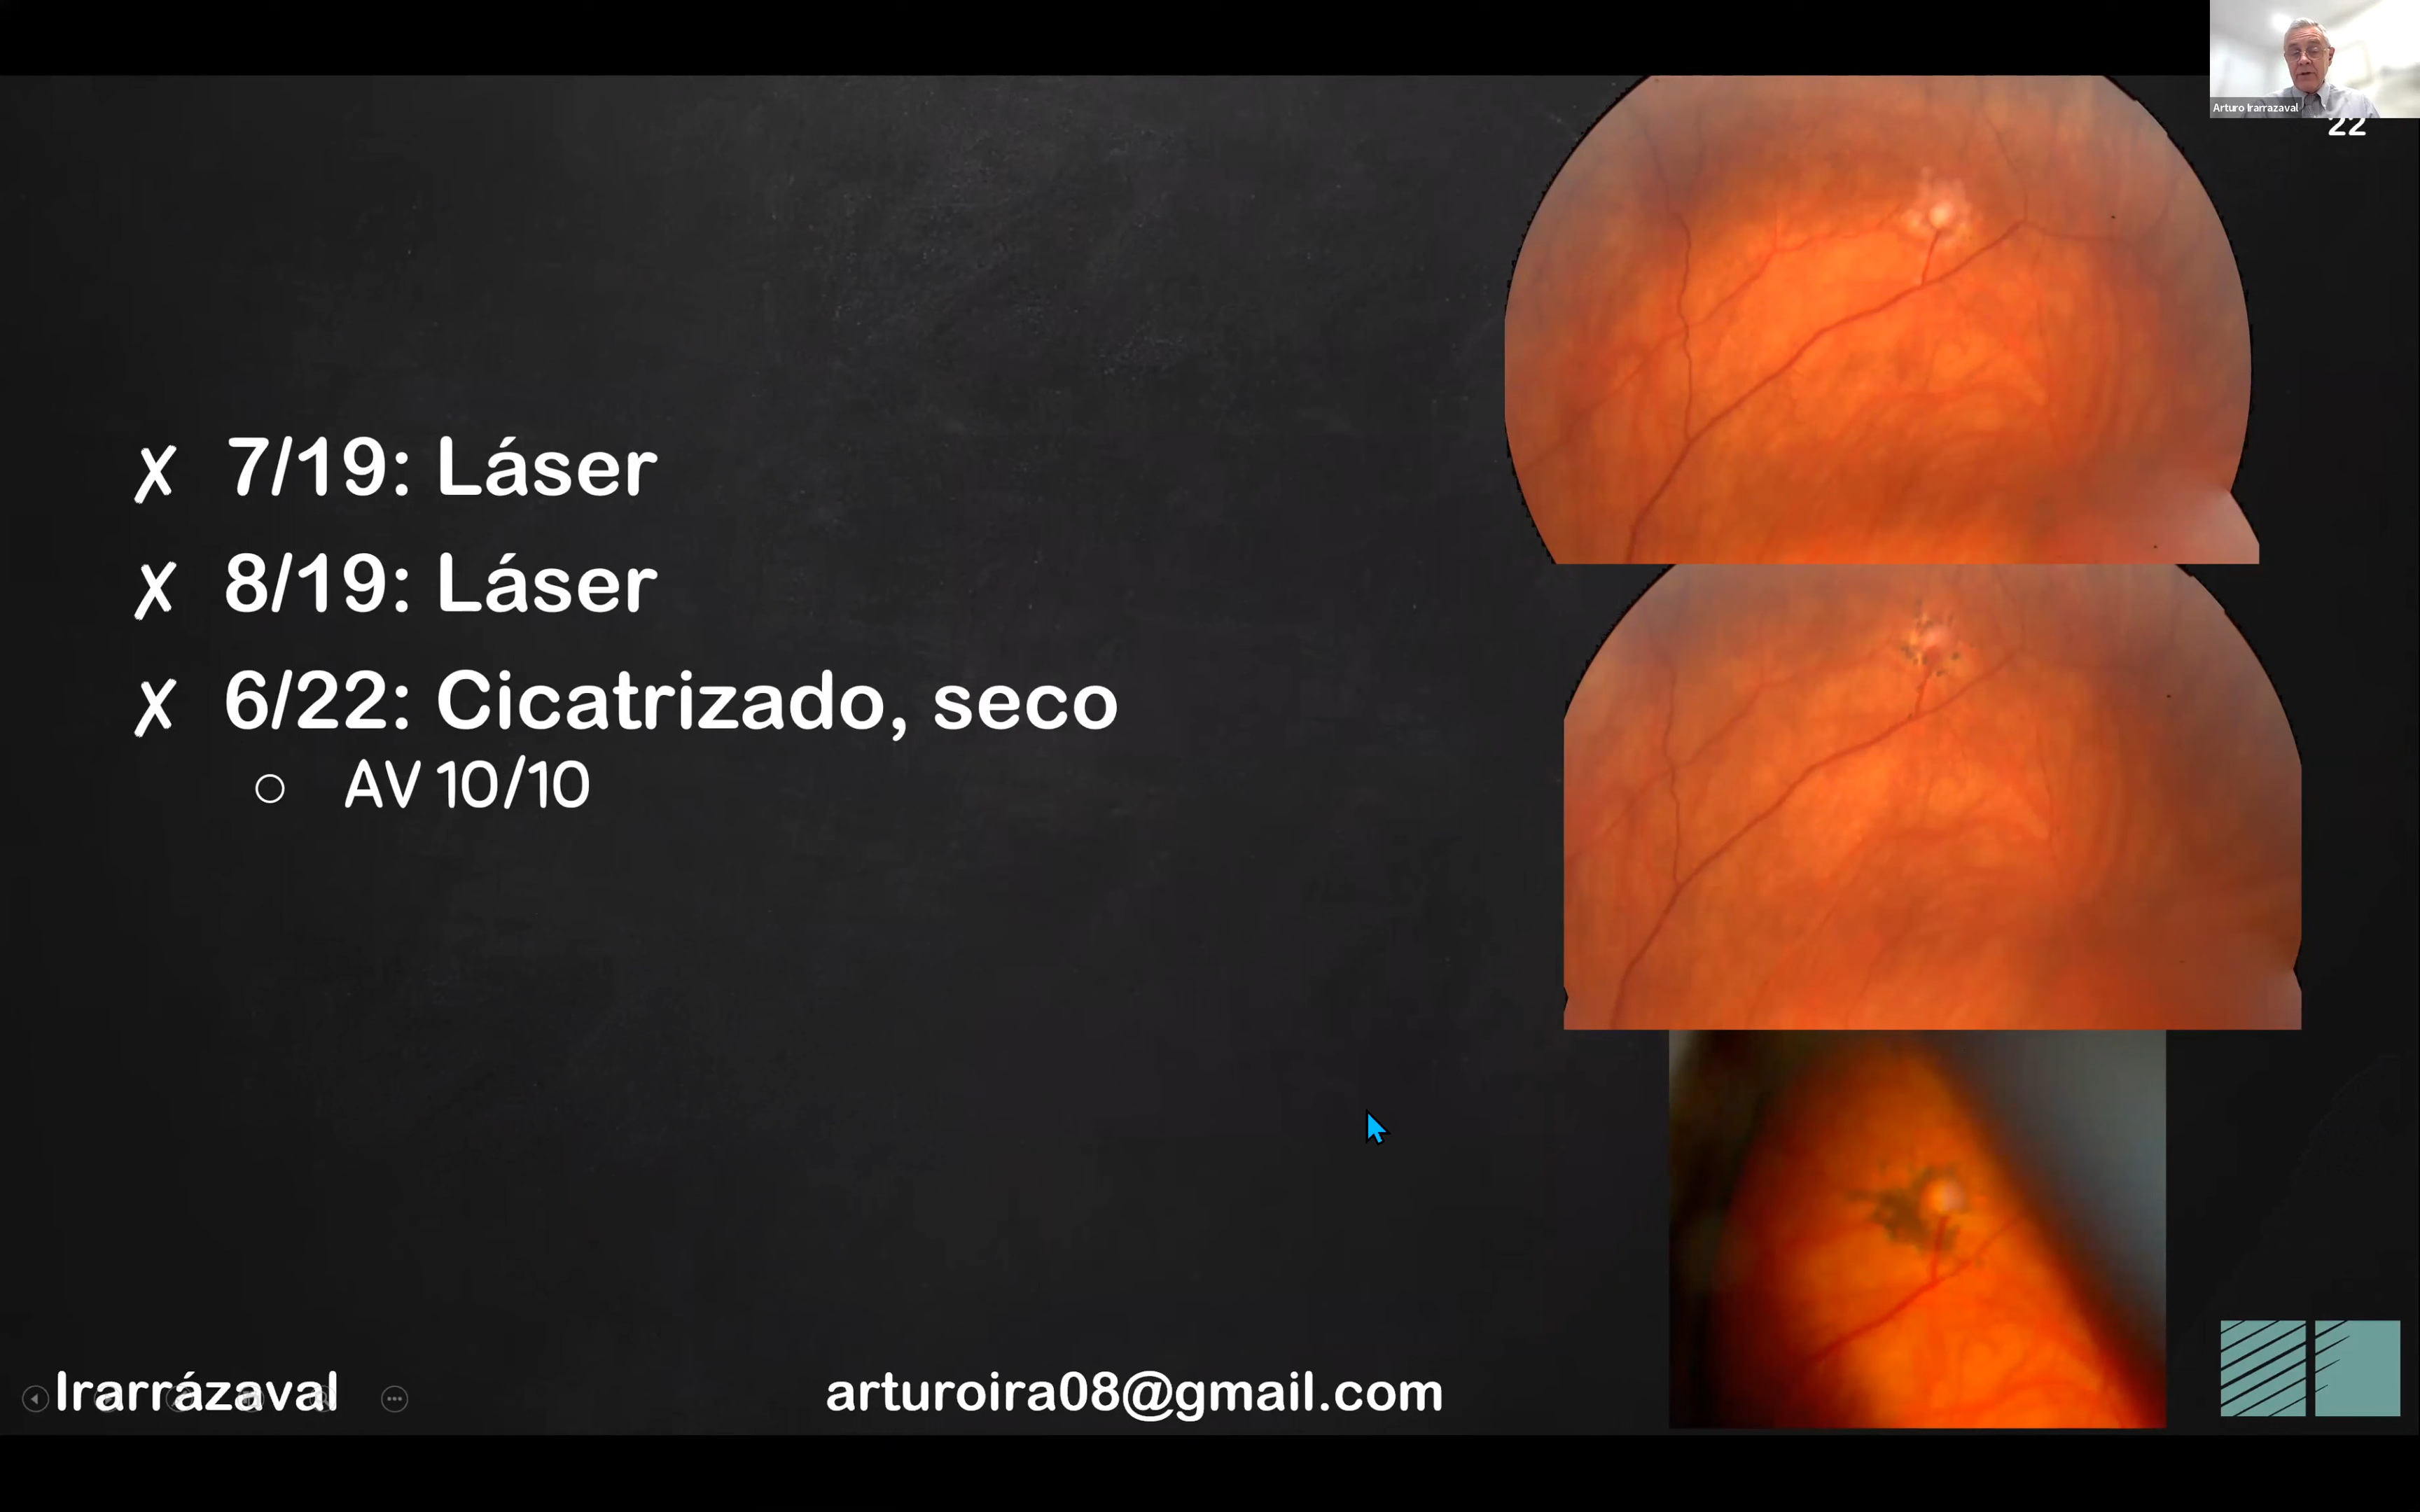 Arturo Irarrazaval
22
✗ 7/19: Láser
✗ 8/19: Láser
✗ 6/22: Cicatrizado, seco
○ AV 10/10
Irarrázaval
arturoira08@gmail.com